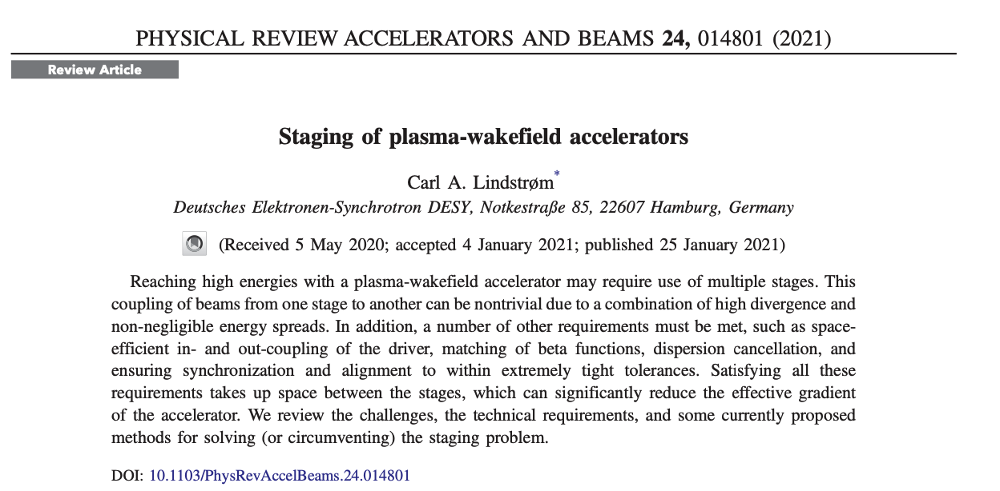 PHYSICAL REVIEW ACCELERATORS AND BEAMS 24, 014801 (2021)
Review Article
Staging of plasma-wakefield accelerators
Carl A. Lindstrøm*
Deutsches Elektronen-Synchrotron DESY, Notkestraße 85, 22607 Hamburg, Germany
(Received 5 May 2020; accepted 4 January 2021; published 25 January 2021)
Reaching high energies with a plasma-wakefield accelerator may require use of multiple stages. This
coupling of beams from one stage to another can be nontrivial due to a combination of high divergence and
non-negligible energy spreads. In addition, a number of other requirements must be met, such as space-
efficient in- and out-coupling of the driver, matching of beta functions, dispersion cancellation, and
ensuring synchronization and alignment to within extremely tight tolerances. Satisfying all these
requirements takes up space between the stages, which can significantly reduce the effective gradient
of the accelerator. We review the challenges, the technical requirements, and some currently proposed
methods for solving (or circumventing) the staging problem.
DOI: 10.1103/PhysRevAccelBeams.24.014801